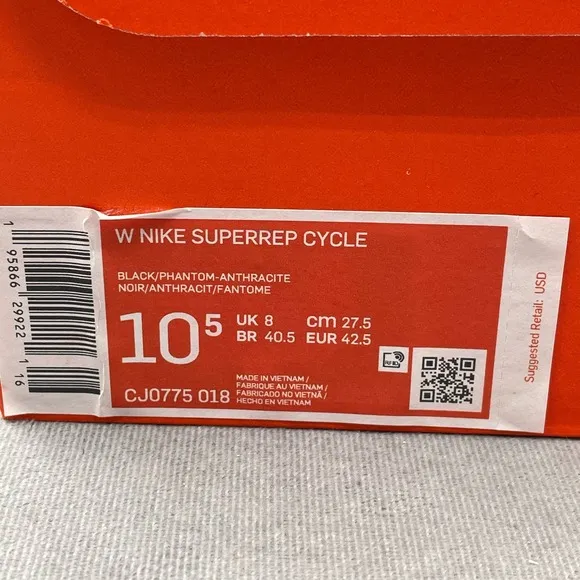 W NIKE SUPERREP CYCLE
BLACK/PHANTOM-ANTHRACITE
NOIR/ANTHRACIT/FANTOME
10⁵
UK 8 cm 27.5
BR 40.5 EUR 42.5
RFID
CJ0775 018
MADE IN VIETNAM /
FABRIQUE AU VIETNAM /
FABRICADO NO VIETNÃ /
HECHO EN VIETNAM
1 95866 29922 116
Suggested Retail: USD